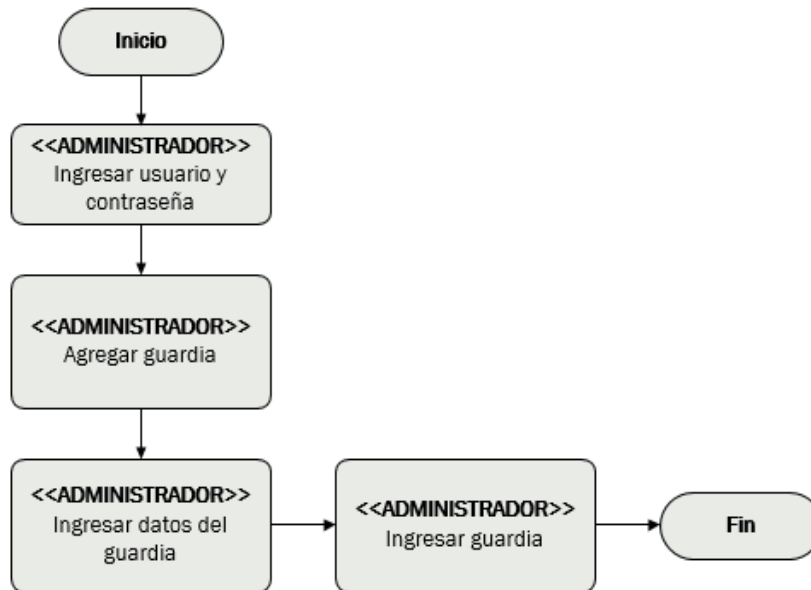 Inicio
<<ADMINISTRADOR>>
Ingresar usuario y
contraseña
<<ADMINISTRADOR>>
Agregar guardia
<<ADMINISTRADOR>>
Ingresar datos del
guardia
<<ADMINISTRADOR>>
Ingresar guardia
Fin